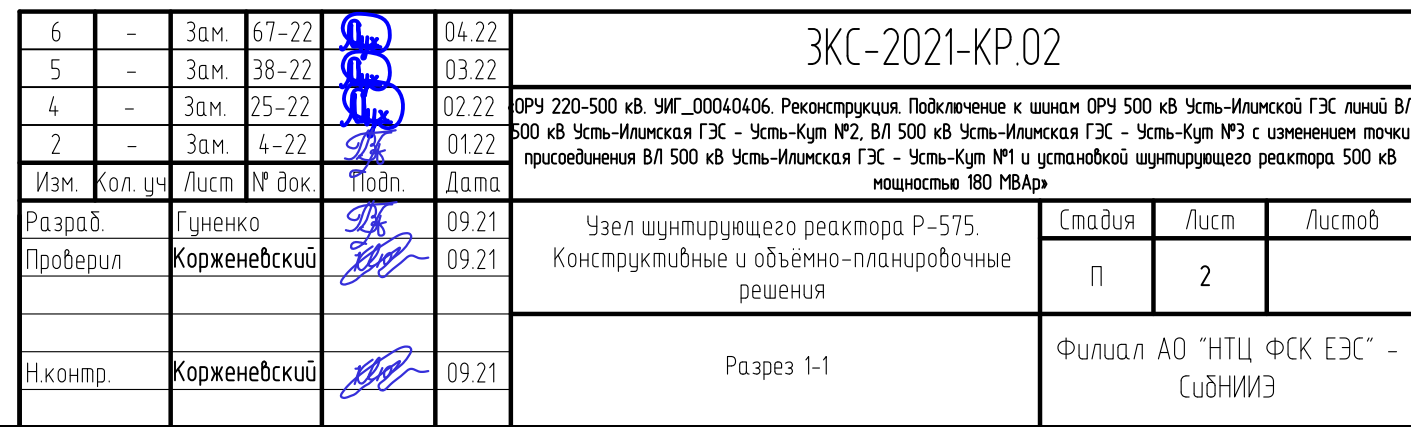 6 – Зам. 67-22 04.22
5 – Зам. 38-22 03.22
4 – Зам. 25-22 02.22
2 – Зам. 4-22 01.22
Изм. Кол. уч Лист № док. Подп. Дата
Разраб. Гуненко 09.21
Проверил Корженевский 09.21
Н.контр. Корженевский 09.21
ЗКС-2021-КР.02
«ОРУ 220-500 кВ. УИГ_00040406. Реконструкция. Подключение к шинам ОРУ 500 кВ Усть-Илимской ГЭС линий ВЛ
500 кВ Усть-Илимская ГЭС - Усть-Кут №2, ВЛ 500 кВ Усть-Илимская ГЭС - Усть-Кут №3 с изменением точки
присоединения ВЛ 500 кВ Усть-Илимская ГЭС - Усть-Кут №1 и установкой шунтирующего реактора 500 кВ
мощностью 180 МВАр»
Узел шунтирующего реактора Р-575.
Конструктивные и объёмно-планировочные
решения
Стадия Лист Листов
П 2
Разрез 1-1
Филиал АО "НТЦ ФСК ЕЭС" -
СибНИИЭ